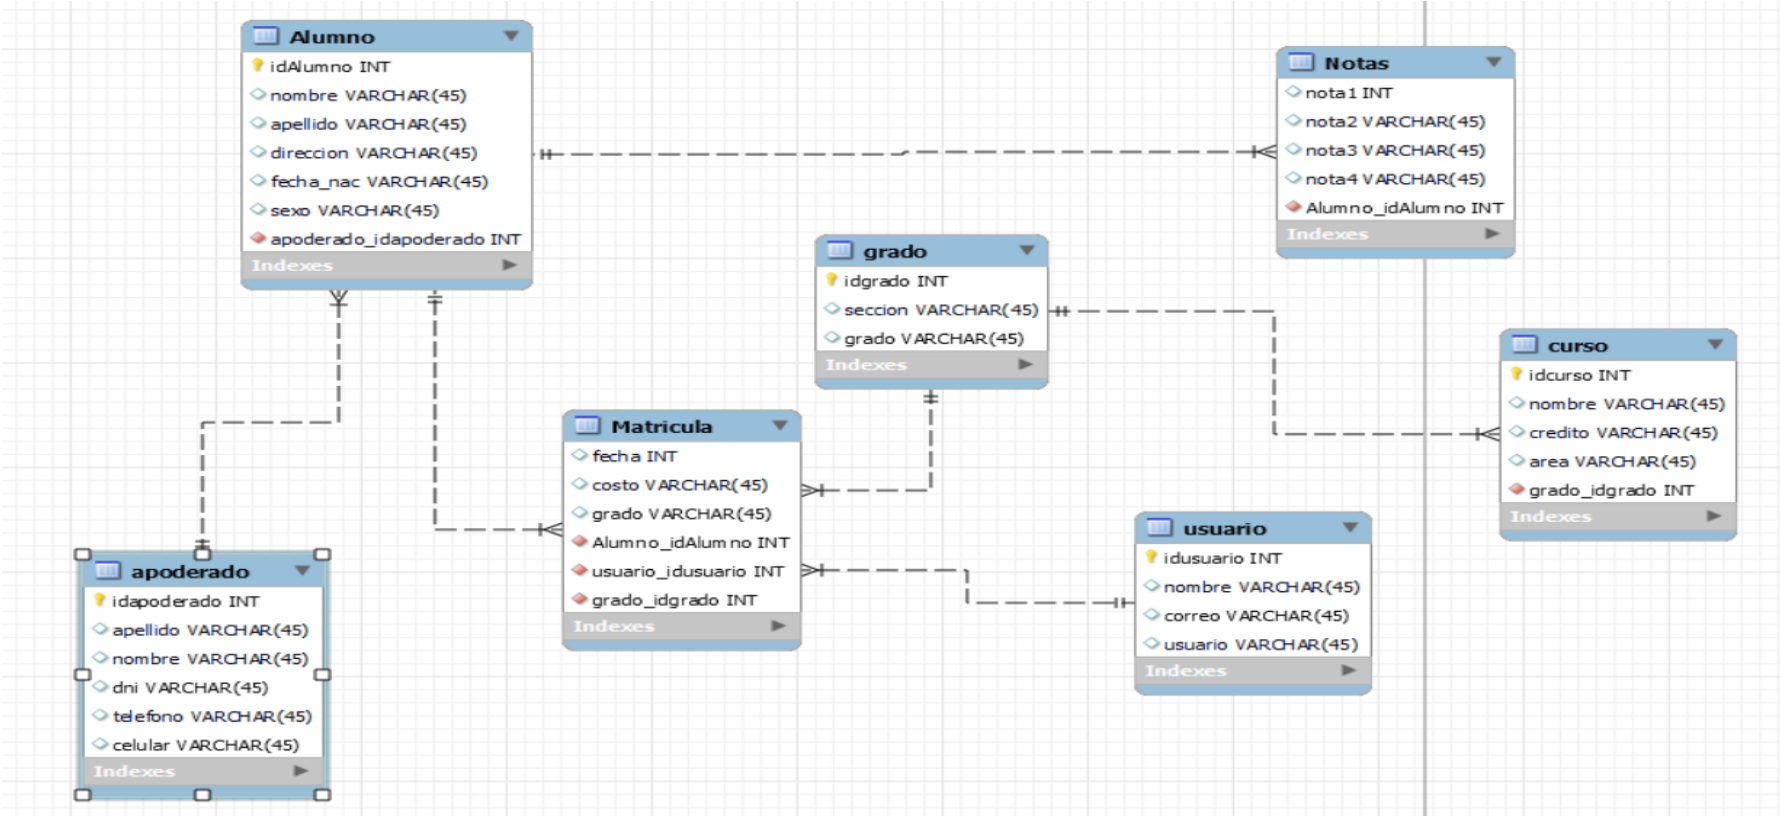 Alumno
idAlumno INT
nombre VARCHAR(45)
apellido VARCHAR(45)
direccion VARCHAR(45)
fecha_nac VARCHAR(45)
sexo VARCHAR(45)
apoderado_idapoderado INT
Indexes
Notas
nota1 INT
nota2 VARCHAR(45)
nota3 VARCHAR(45)
nota4 VARCHAR(45)
Alumno_idAlumno INT
Indexes
grado
idgrado INT
seccion VARCHAR(45)
grado VARCHAR(45)
Indexes
curso
idcurso INT
nombre VARCHAR(45)
credito VARCHAR(45)
area VARCHAR(45)
grado_idgrado INT
Indexes
Matricula
fecha INT
costo VARCHAR(45)
grado VARCHAR(45)
Alumno_idAlumno INT
usuario_idusuario INT
grado_idgrado INT
Indexes
usuario
idusuario INT
nombre VARCHAR(45)
correo VARCHAR(45)
usuario VARCHAR(45)
Indexes
apoderado
idapoderado INT
apellido VARCHAR(45)
nombre VARCHAR(45)
dni VARCHAR(45)
telefono VARCHAR(45)
celular VARCHAR(45)
Indexes